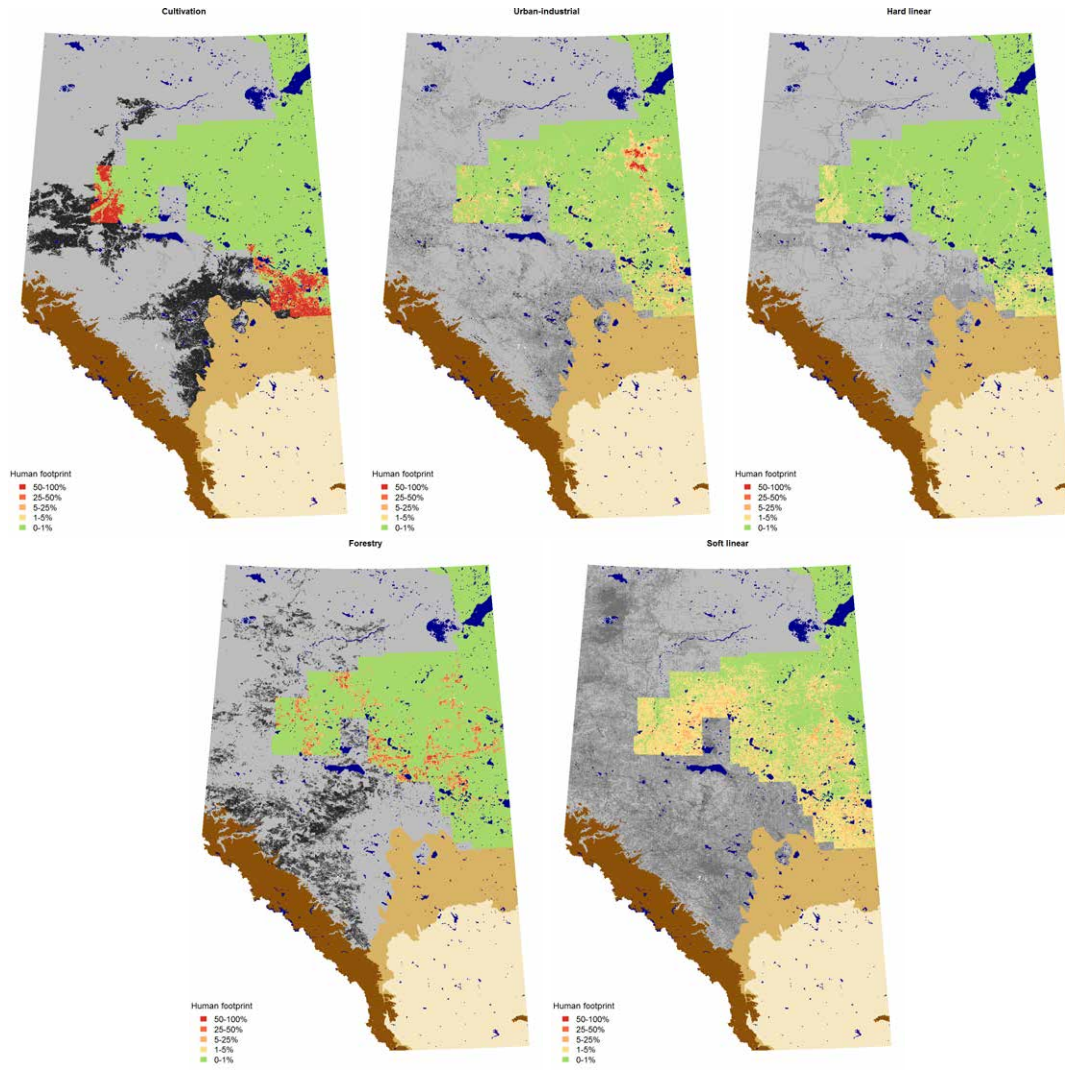 Cultivation
Urban-industrial
Hard linear
Human footprint
50-100%
25-50%
5-25%
1-5%
0-1%
Human footprint
50-100%
25-50%
5-25%
1-5%
0-1%
Human footprint
50-100%
25-50%
5-25%
1-5%
0-1%
Forestry
Soft linear
Human footprint
50-100%
25-50%
5-25%
1-5%
0-1%
Human footprint
50-100%
25-50%
5-25%
1-5%
0-1%